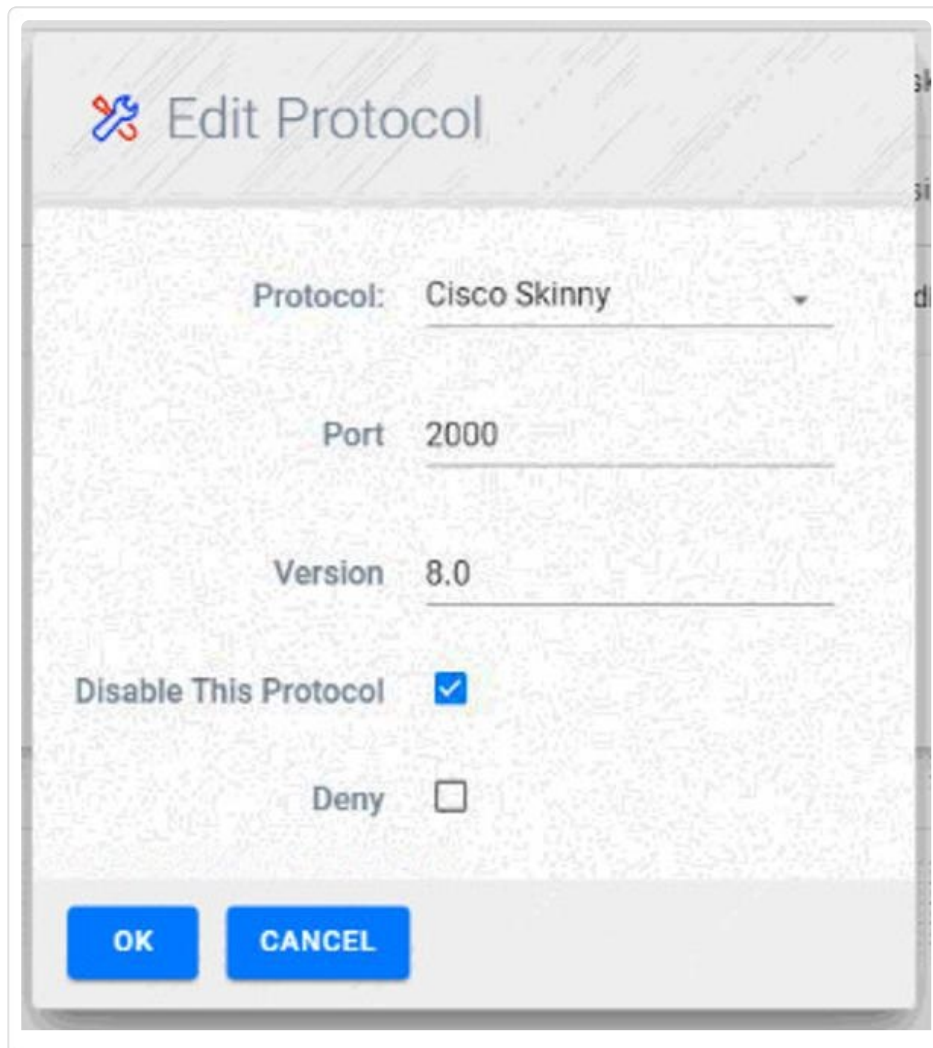 Edit Protocol
Protocol: Cisco Skinny
Port 2000
Version 8.0
Disable This Protocol
Deny
OK CANCEL